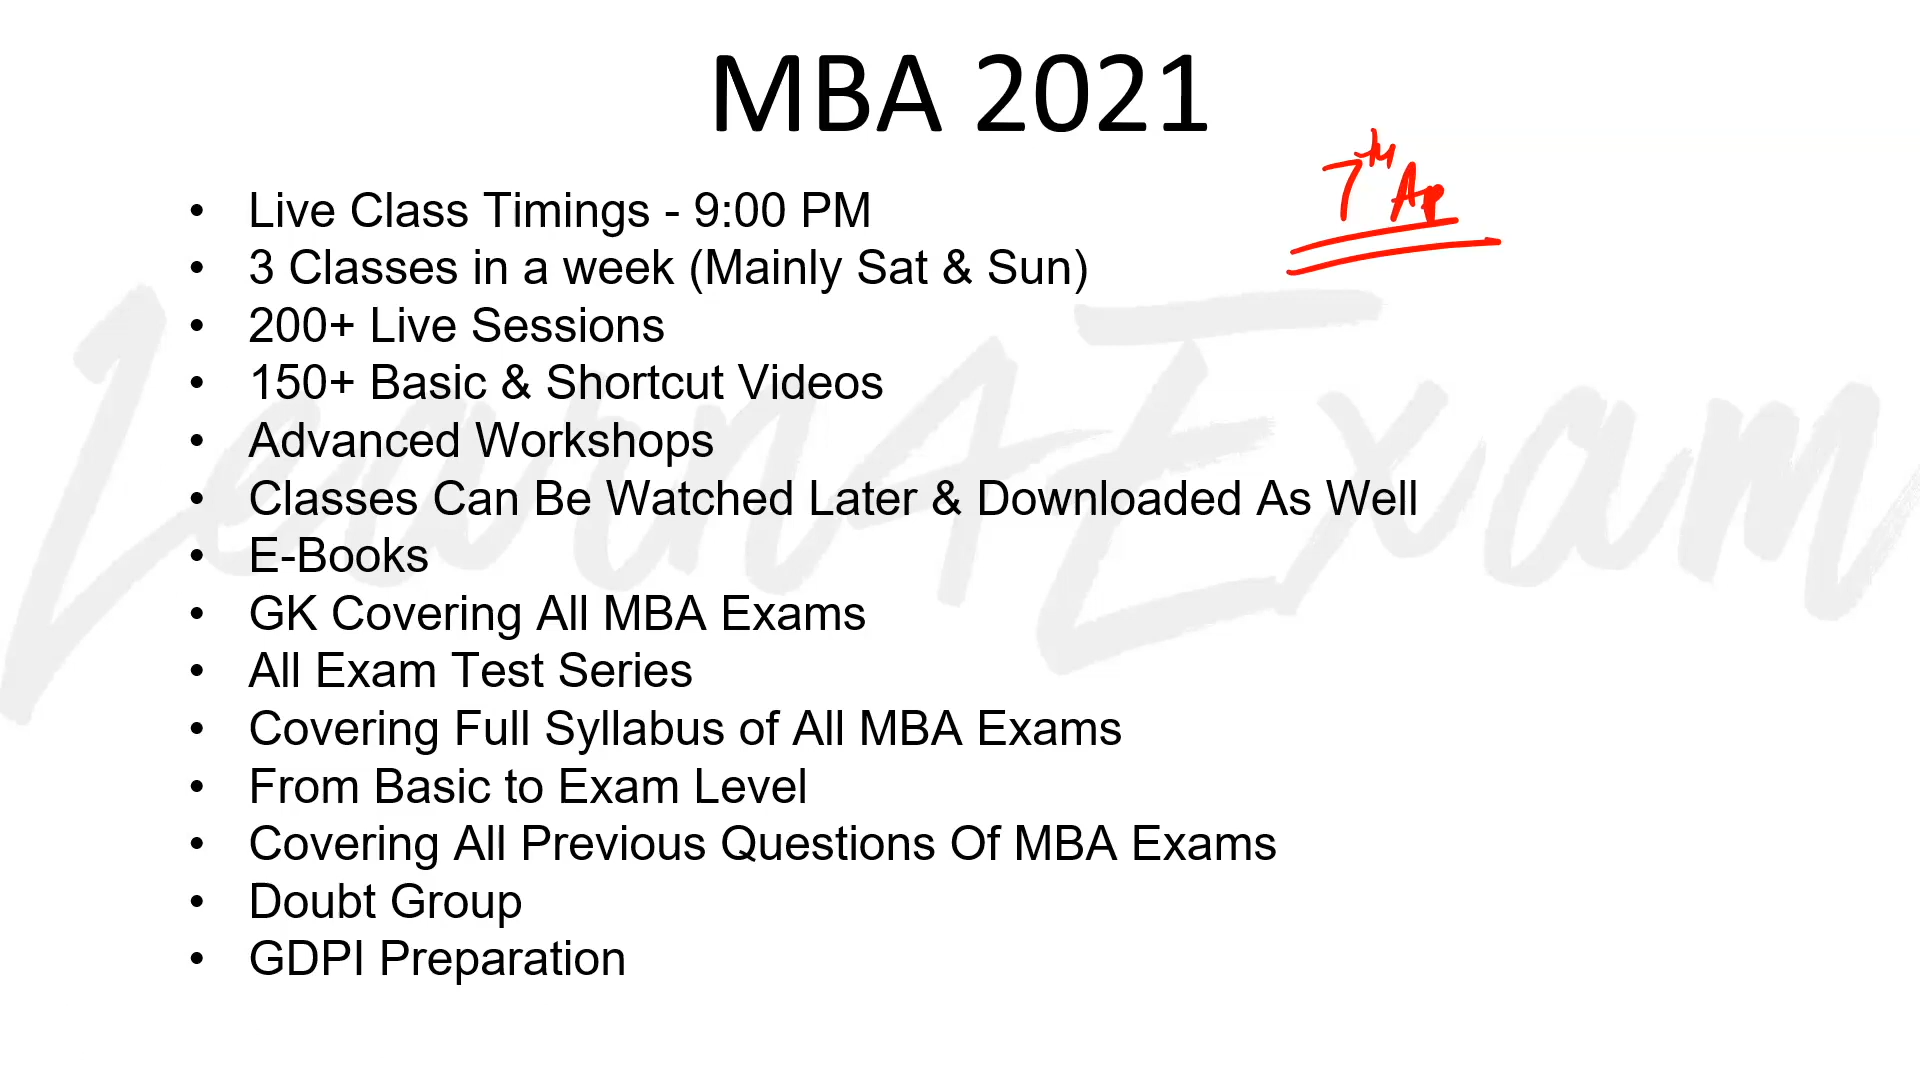 MBA 2021
7th Ap
• Live Class Timings - 9:00 PM
• 3 Classes in a week (Mainly Sat & Sun)
• 200+ Live Sessions
• 150+ Basic & Shortcut Videos
• Advanced Workshops
• Classes Can Be Watched Later & Downloaded As Well
• E-Books
• GK Covering All MBA Exams
• All Exam Test Series
• Covering Full Syllabus of All MBA Exams
• From Basic to Exam Level
• Covering All Previous Questions Of MBA Exams
• Doubt Group
• GDPI Preparation
Learn4Exam